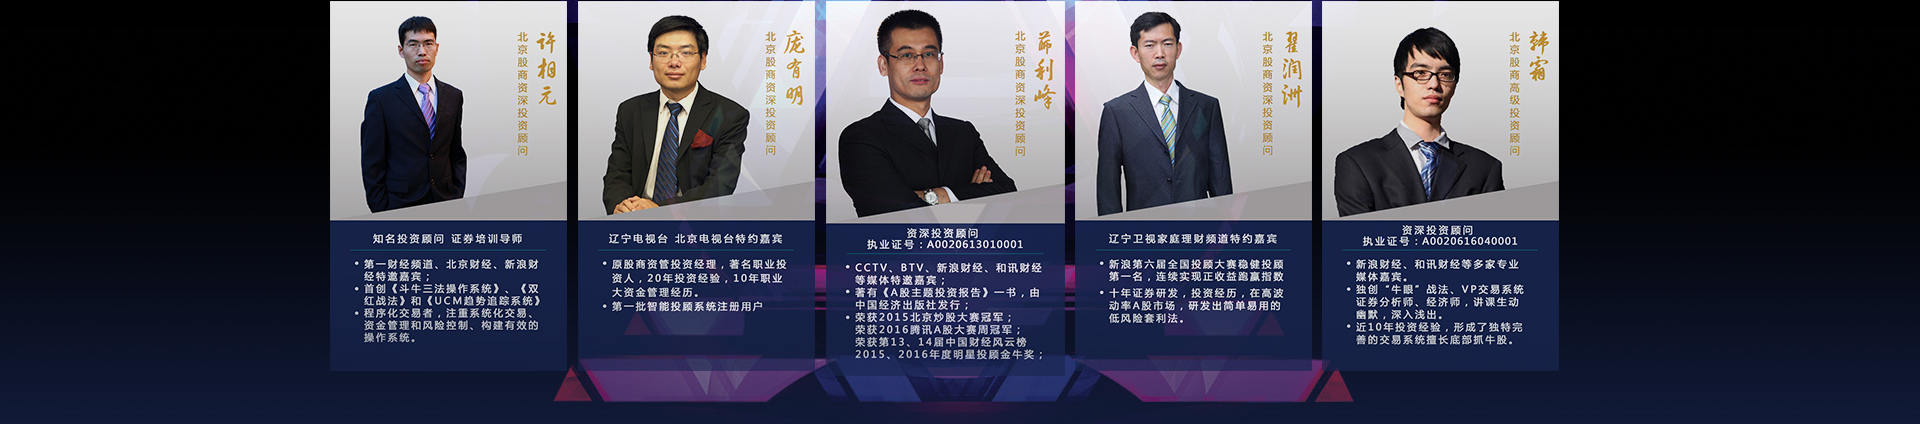 许相元
北京股商资深投资顾问
知名投资顾问 证券培训导师
• 第一财经频道、北京财经、新浪财
经特邀嘉宾；
• 首创《斗牛三法操作系统》、《双
红战法》和《UCM趋势追踪系统》
• 程序化交易者，注重系统化交易、
资金管理和风险控制、构建有效的
操作系统。
庞有明
北京股商资深投资顾问
辽宁电视台 北京电视台特约嘉宾
• 原股商资管投资经理，著名职业投
资人，20年投资经验，10年职业
大资金管理经历。
• 第一批智能投顾系统注册用户
茆利峰
北京股商资深投资顾问
资深投资顾问
执业证号：A0020613010001
• CCTV、BTV、新浪财经、和讯财经
等媒体特邀嘉宾；
• 著有《A股主题投资报告》一书，由
中国经济出版社发行；
• 荣获2015北京炒股大赛冠军；
荣获2016腾讯A股大赛周冠军；
荣获第13、14届中国财经风云榜
2015、2016年度明星投顾金牛奖；
翟润洲
北京股商资深投资顾问
辽宁卫视家庭理财频道特约嘉宾
• 新浪第六届全国投顾大赛稳健投顾
第一名，连续实现正收益跑赢指数
• 十年证券研发，投资经历，在高波
动率A股市场，研发出简单易用的
低风险套利法。
韩霜
北京股商高级投资顾问
资深投资顾问
执业证号：A0020616040001
• 新浪财经、和讯财经等多家专业
媒体嘉宾。
• 独创“牛眼”战法、VP交易系统
证券分析师、经济师，讲课生动
幽默，深入浅出。
• 近10年投资经验，形成了独特完
善的交易系统擅长底部抓牛股。